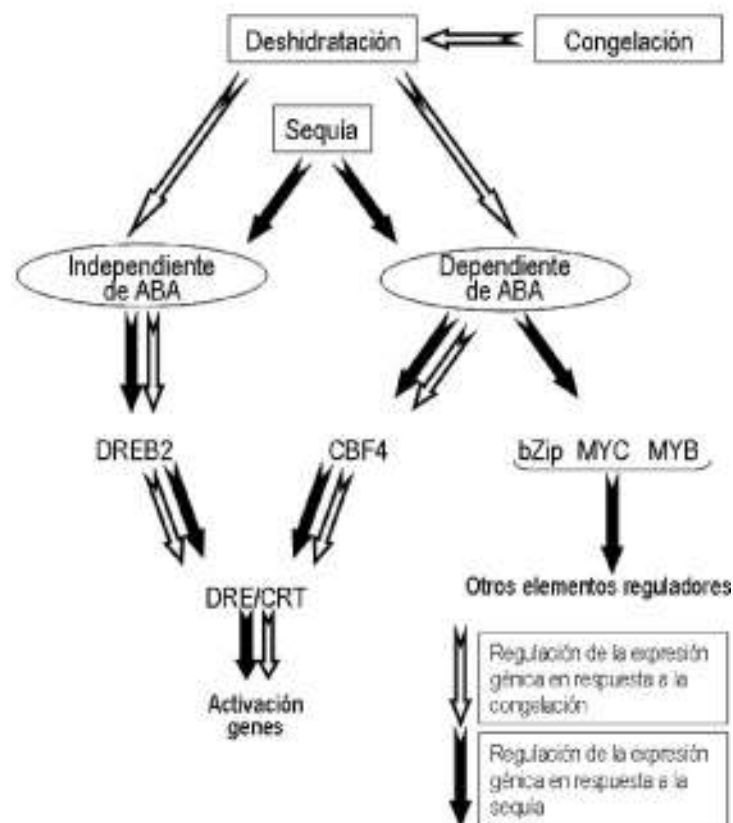 Deshidratación
Congelación
Sequía
Independiente
de ABA
Dependiente
de ABA
DREB2
CBF4
bZip MYC MYB
DRE/CRT
Otros elementos reguladores
Activación
genes
Regulación de la expresión
génica en respuesta a la
congelación
Regulación de la expresión
génica en respuesta a la
sequía